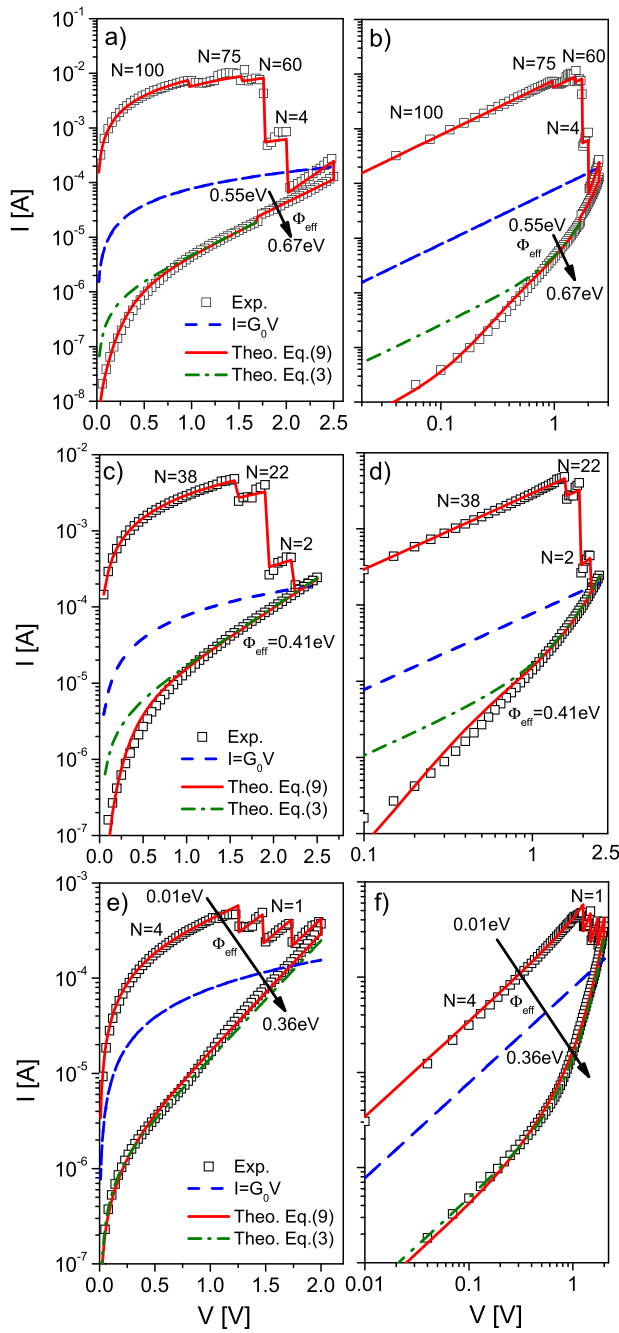 a)
N=100
N=75
N=60
N=4
0.55eV
Φeff
0.67eV
Exp.
I=G0V
Theo. Eq.(9)
Theo. Eq.(3)
10^-1
10^-2
10^-3
10^-4
10^-5
10^-6
10^-7
10^-8
0.0 0.5 1.0 1.5 2.0 2.5
I [A]
b)
N=75
N=60
N=100
N=4
0.55eV
Φeff
0.67eV
0.1 1
c)
N=38
N=22
N=2
Φeff=0.41eV
Exp.
I=G0V
Theo. Eq.(9)
Theo. Eq.(3)
10^-2
10^-3
10^-4
10^-5
10^-6
10^-7
0.0 0.5 1.0 1.5 2.0 2.5
I [A]
d)
N=22
N=38
N=2
Φeff=0.41eV
0.1 1 2.5
e)
0.01eV
N=1
N=4
Φeff
0.36eV
Exp.
I=G0V
Theo. Eq.(9)
Theo. Eq.(3)
10^-3
10^-4
10^-5
10^-6
10^-7
0.0 0.5 1.0 1.5 2.0
I [A]
V [V]
f)
N=1
0.01eV
N=4
Φeff
0.36eV
0.01 0.1 1
V [V]